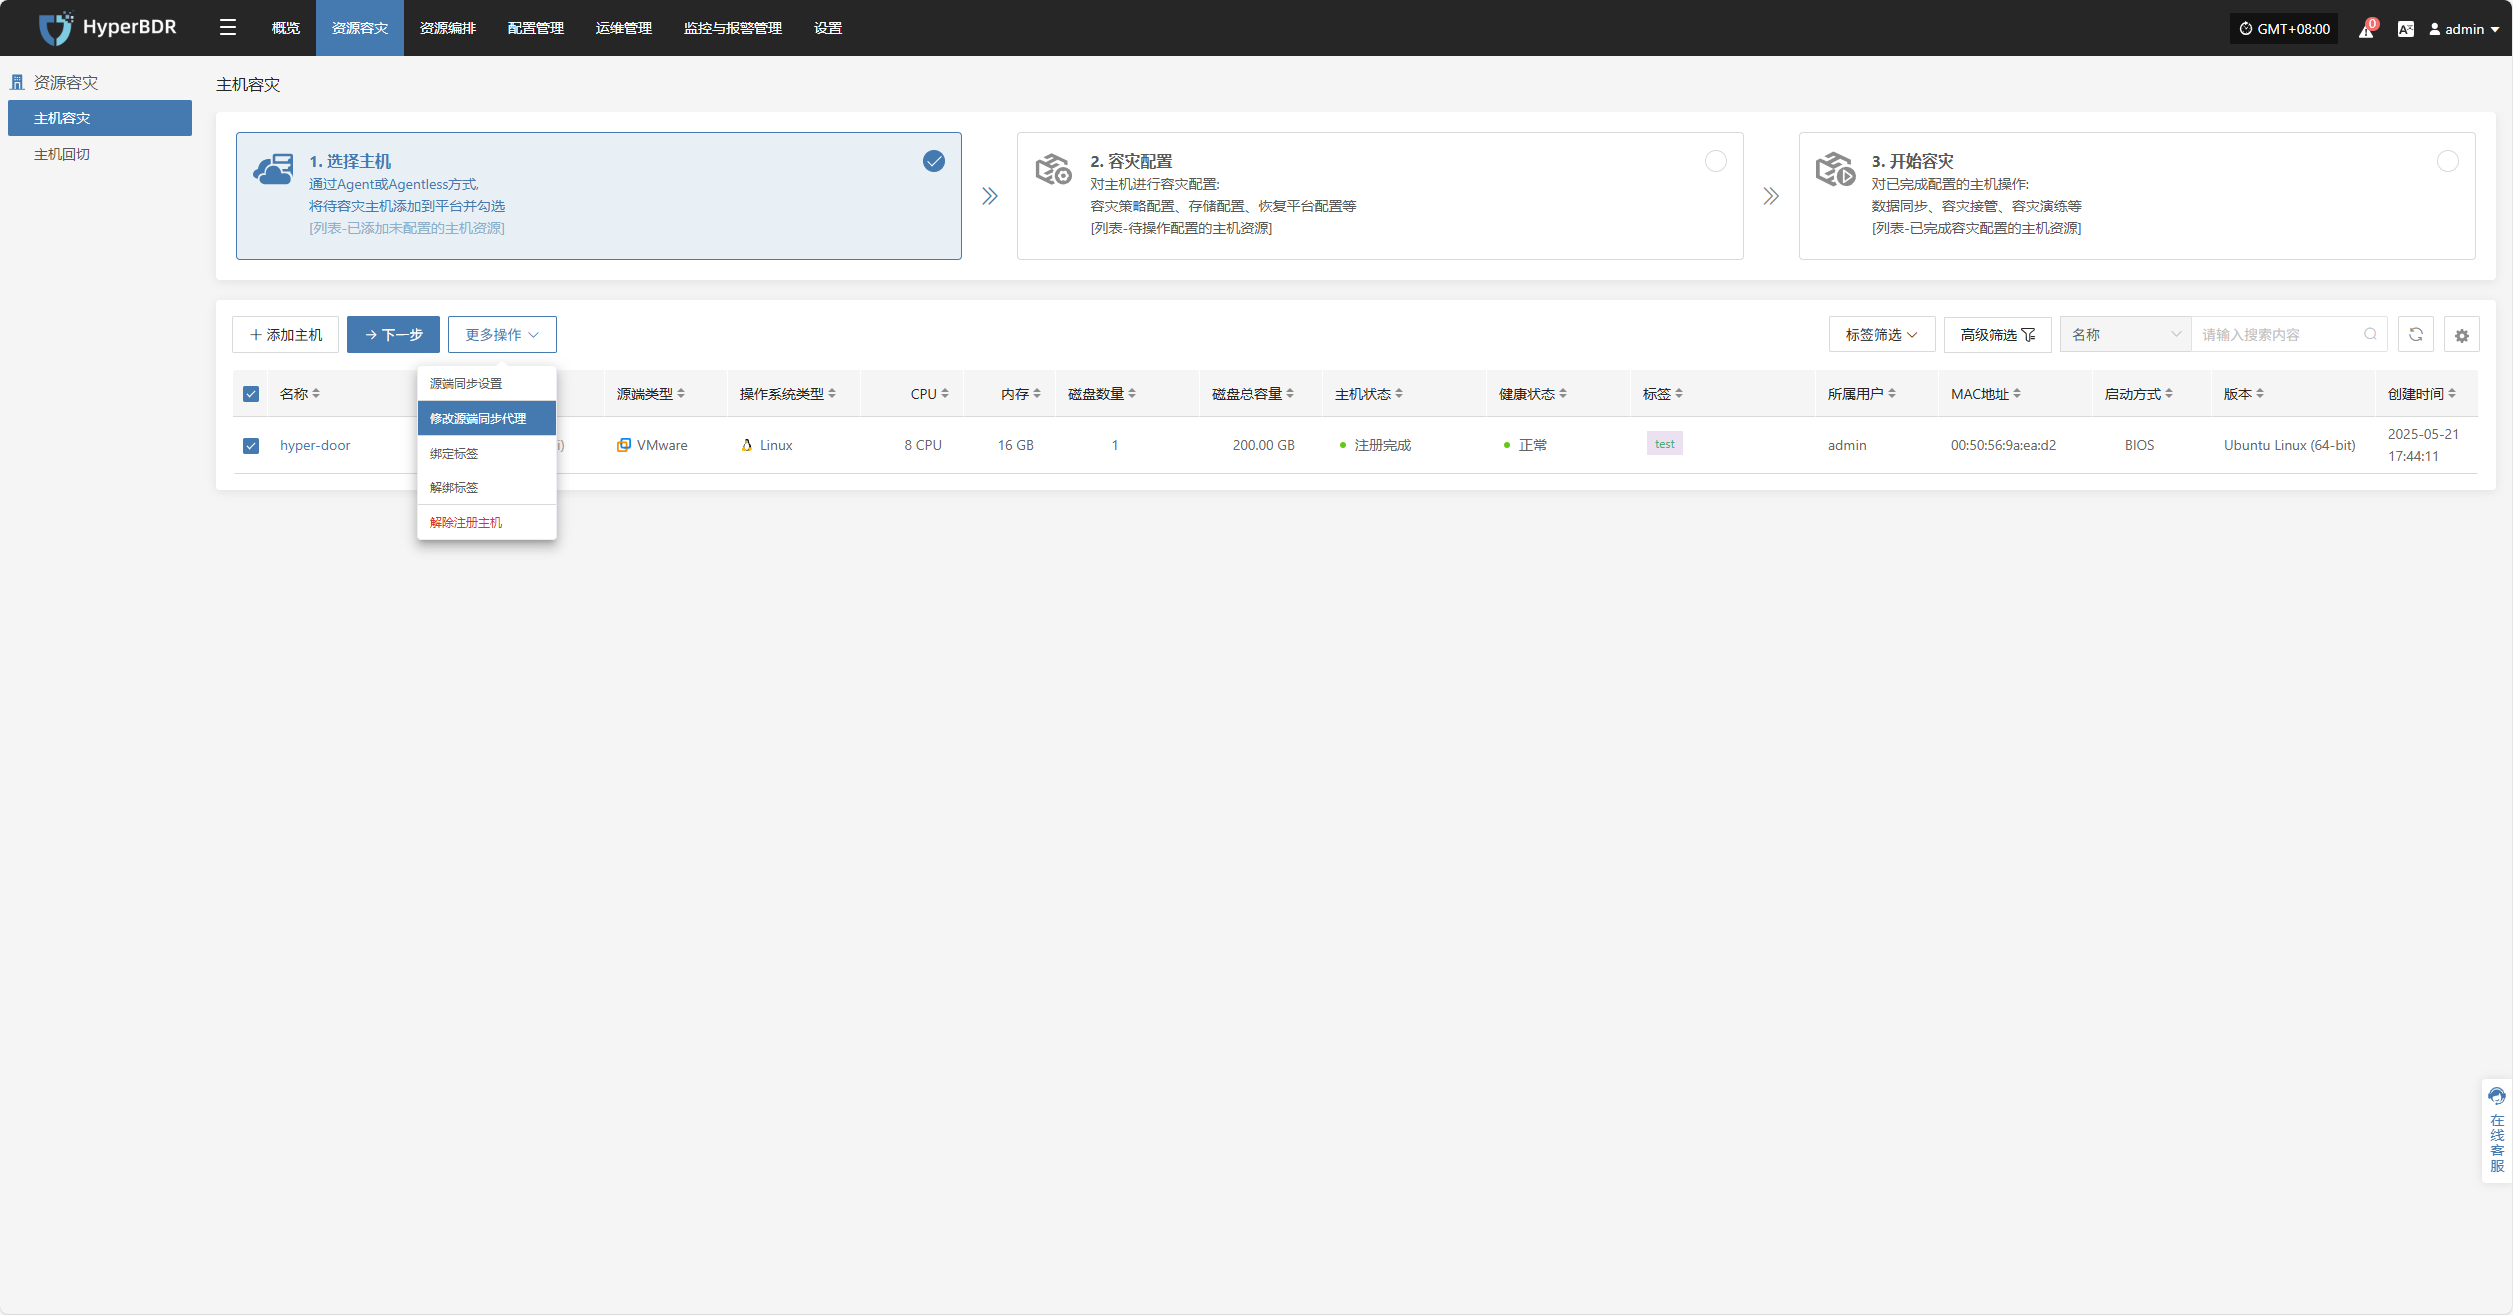 HyperBDR
概览
资源容灾
资源编排
配置管理
运维管理
监控与报警管理
设置
GMT+08:00
0
admin
资源容灾
主机容灾
主机回切
主机容灾
1. 选择主机
通过Agent或Agentless方式,
将待容灾主机添加到平台并勾选
[列表-已添加未配置的主机资源]
2. 容灾配置
对主机进行容灾配置:
容灾策略配置、存储配置、恢复平台配置等
[列表-待操作配置的主机资源]
3. 开始容灾
对已完成配置的主机操作:
数据同步、容灾接管、容灾演练等
[列表-已完成容灾配置的主机资源]
添加主机
下一步
更多操作
标签筛选
高级筛选
名称
请输入搜索内容
源端同步设置
修改源端同步代理
绑定标签
解绑标签
解除注册主机
名称 源端类型 操作系统类型 CPU 内存 磁盘数量 磁盘总容量 主机状态 健康状态 标签 所属用户 MAC地址 启动方式 版本 创建时间
hyper-door i) VMware Linux 8 CPU 16 GB 1 200.00 GB 注册完成 正常 test admin 00:50:56:9a:ea:d2 BIOS Ubuntu Linux (64-bit) 2025-05-21
17:44:11
在线客服